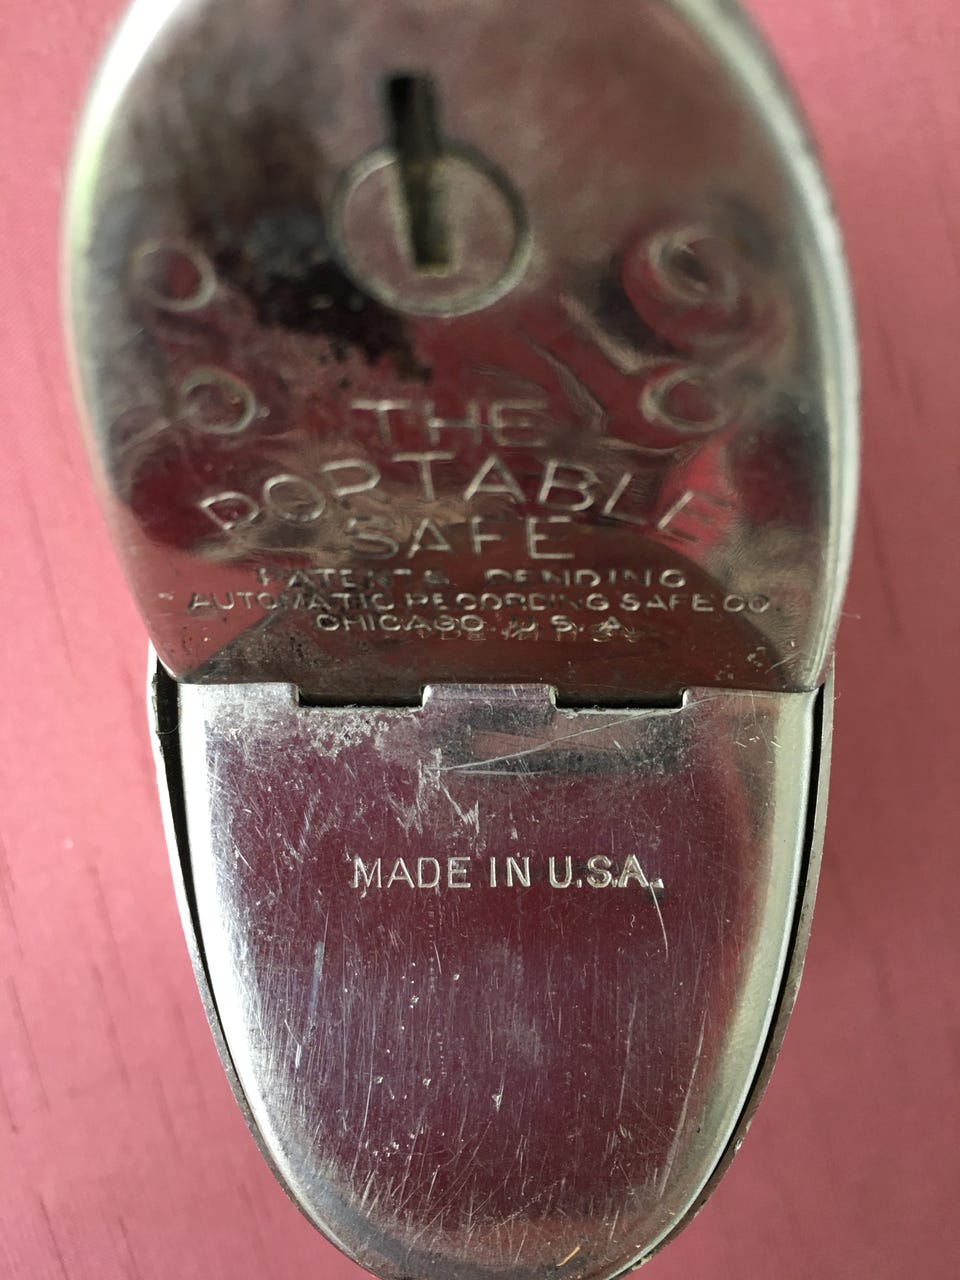 THE
PORTABLE
SAFE
PATENTS PENDING
AUTOMATIC RECORDING SAFE CO.
CHICAGO, U.S.A.
MADE IN U.S.A.